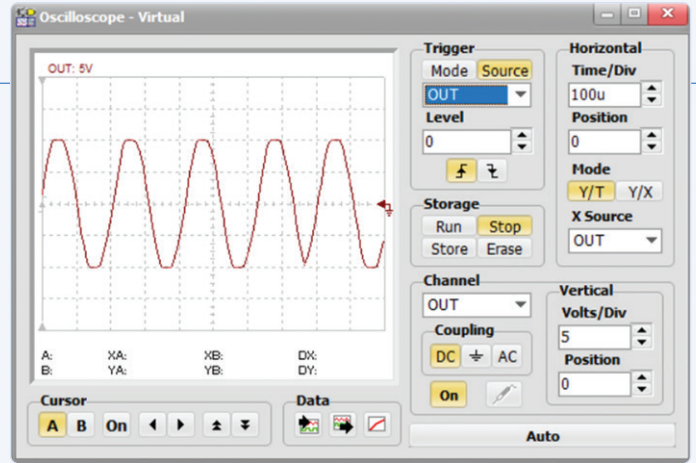 Oscilloscope - Virtual
OUT: 5V
A: XA: XB: DX:
B: YA: YB: DY:
Cursor
A B On
Data
Trigger
Mode Source
OUT
Level
0
Storage
Run Stop
Store Erase
Channel
OUT
Coupling
DC AC
On
Horizontal
Time/Div
100u
Position
0
Mode
Y/T Y/X
X Source
OUT
Vertical
Volts/Div
5
Position
0
Auto